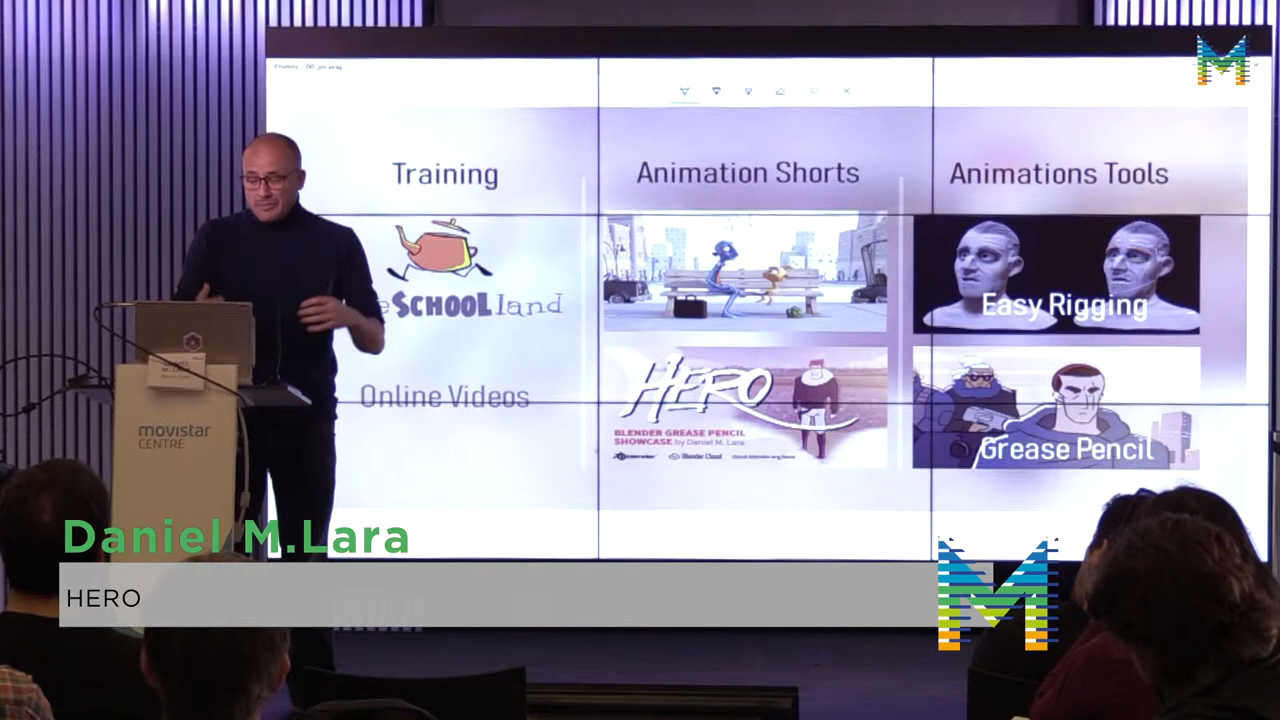 Training
Animation Shorts
Animations Tools
eSCHOOLland
Easy Rigging
Online Videos
HERO
BLENDER GREASE PENCIL
SHOWCASE by Daniel M. Lara
Blender Cloud
Grease Pencil
movistar
CENTRE
Daniel M.Lara
HERO